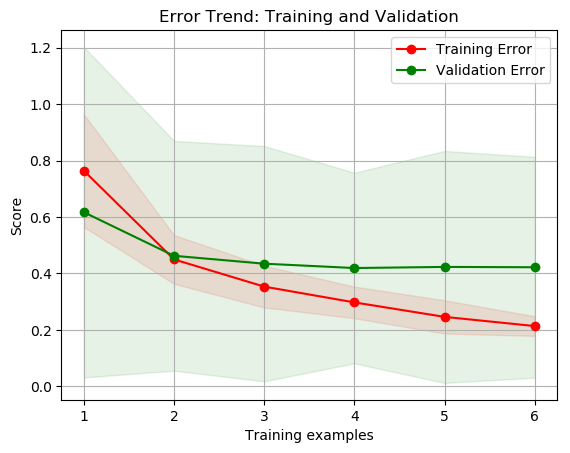 Error Trend: Training and Validation
Training Error
Validation Error
Score
1.2
1.0
0.8
0.6
0.4
0.2
0.0
1 2 3 4 5 6
Training examples